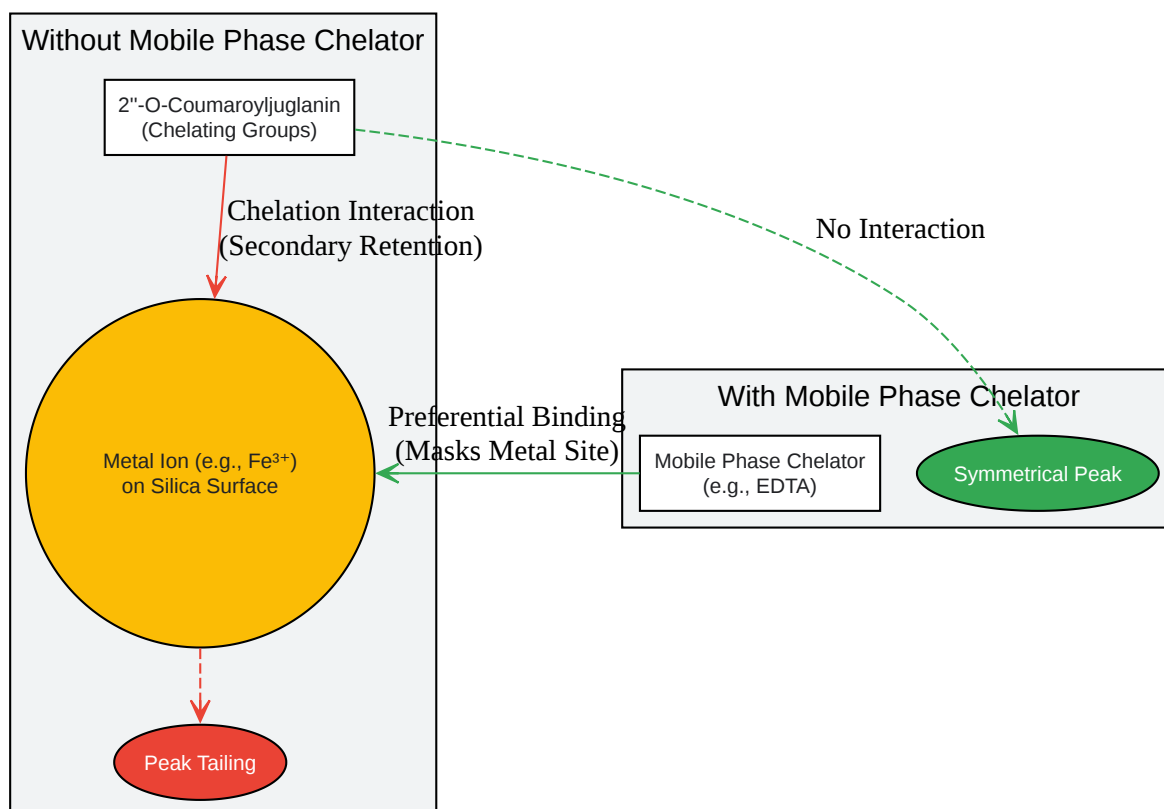 Without Mobile Phase Chelator
2"-O-Coumaroyljuglanin
(Chelating Groups)
Chelation Interaction
(Secondary Retention)
No Interaction
Metal Ion (e.g., Fe³⁺)
on Silica Surface
Peak Tailing
Preferential Binding
(Masks Metal Site)
With Mobile Phase Chelator
Mobile Phase Chelator
(e.g., EDTA)
Symmetrical Peak